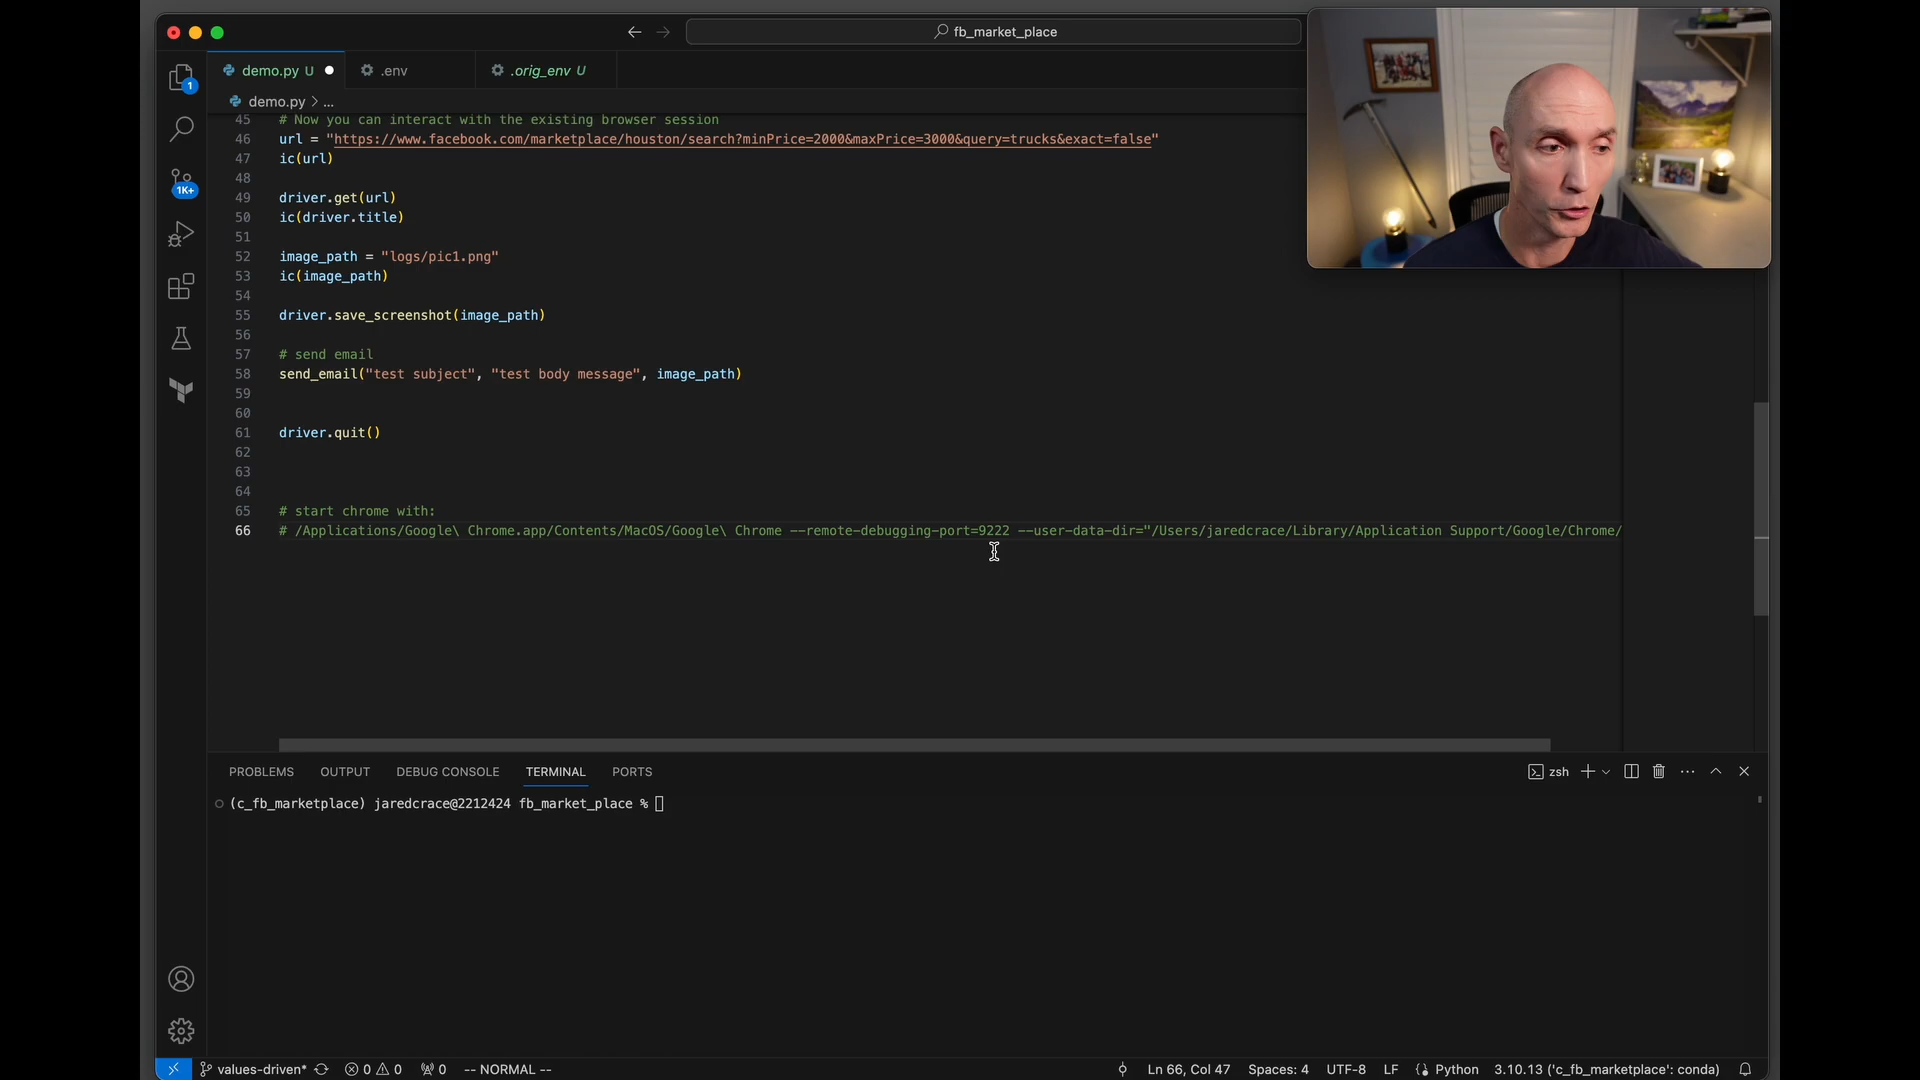 fb_market_place
demo.py U
.env
.orig_env U
1
demo.py > ...
45 # Now you can interact with the existing browser session
46 url = "https://www.facebook.com/marketplace/houston/search?minPrice=2000&maxPrice=3000&query=trucks&exact=false"
47 ic(url)
48
49 driver.get(url)
50 ic(driver.title)
51
52 image_path = "logs/pic1.png"
53 ic(image_path)
54
55 driver.save_screenshot(image_path)
56
57 # send email
58 send_email("test subject", "test body message", image_path)
59
60
61 driver.quit()
62
63
64
65 # start chrome with:
66 # /Applications/Google\ Chrome.app/Contents/MacOS/Google\ Chrome --remote-debugging-port=9222 --user-data-dir="/Users/jaredcrace/Library/Application Support/Google/Chrome/
1K+
PROBLEMS OUTPUT DEBUG CONSOLE TERMINAL PORTS
zsh
(c_fb_marketplace) jaredcrace@2212424 fb_market_place %
values-driven* 0 0 0 -- NORMAL -- Ln 66, Col 47 Spaces: 4 UTF-8 LF Python 3.10.13 ('c_fb_marketplace': conda)